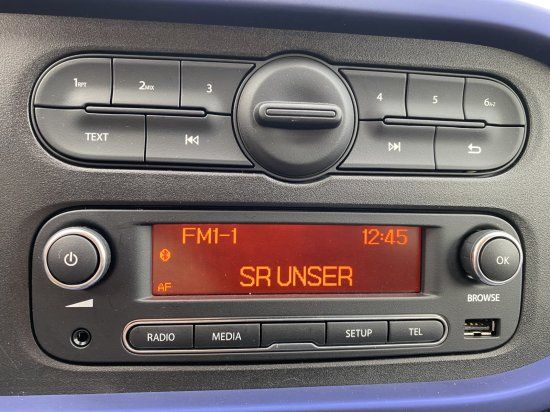 1RPT 2MIX 3 4 5 6A-Z
TEXT
FM1-1 12:45
AF SR UNSER
OK
BROWSE
RADIO MEDIA SETUP TEL